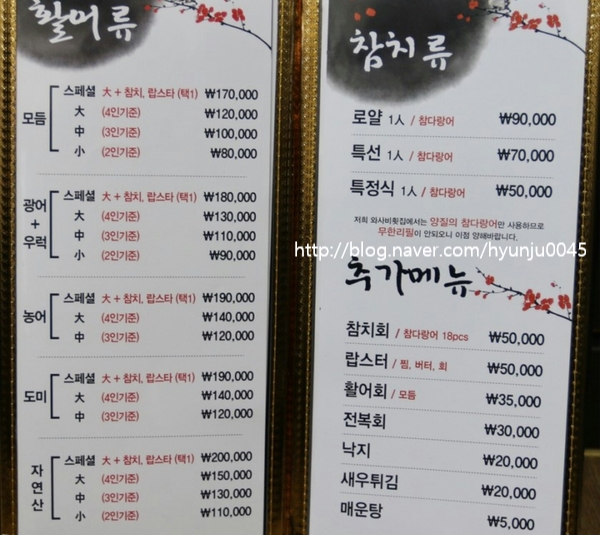 활어류
모듬
스페셜 大 + 참치, 랍스타 (택1) ₩170,000
大 (4인기준) ₩120,000
中 (3인기준) ₩100,000
小 (2인기준) ₩80,000
광어 + 우럭
스페셜 大 + 참치, 랍스타 (택1) ₩180,000
大 (4인기준) ₩130,000
中 (3인기준) ₩110,000
小 (2인기준) ₩90,000
농어
스페셜 大 + 참치, 랍스타 (택1) ₩190,000
大 (4인기준) ₩140,000
中 (3인기준) ₩120,000
도미
스페셜 大 + 참치, 랍스타 (택1) ₩190,000
大 (4인기준) ₩140,000
中 (3인기준) ₩120,000
자연산
스페셜 大 + 참치, 랍스타 (택1) ₩200,000
大 (4인기준) ₩150,000
中 (3인기준) ₩130,000
小 (2인기준) ₩110,000
참치류
로얄 1人 / 참다랑어 ₩90,000
특선 1人 / 참다랑어 ₩70,000
특정식 1人 / 참다랑어 ₩50,000
저희 와사비횟집에서는 양질의 참다랑어만 사용하므로
무한리필이 안되오니 이점 양해바랍니다.
http://blog.naver.com/hyunju0045
추가메뉴
참치회 / 참다랑어 18pcs ₩50,000
랍스터 / 찜, 버터, 회 ₩50,000
활어회 / 모듬 ₩35,000
전복회 ₩30,000
낙지 ₩20,000
새우튀김 ₩20,000
매운탕 ₩5,000